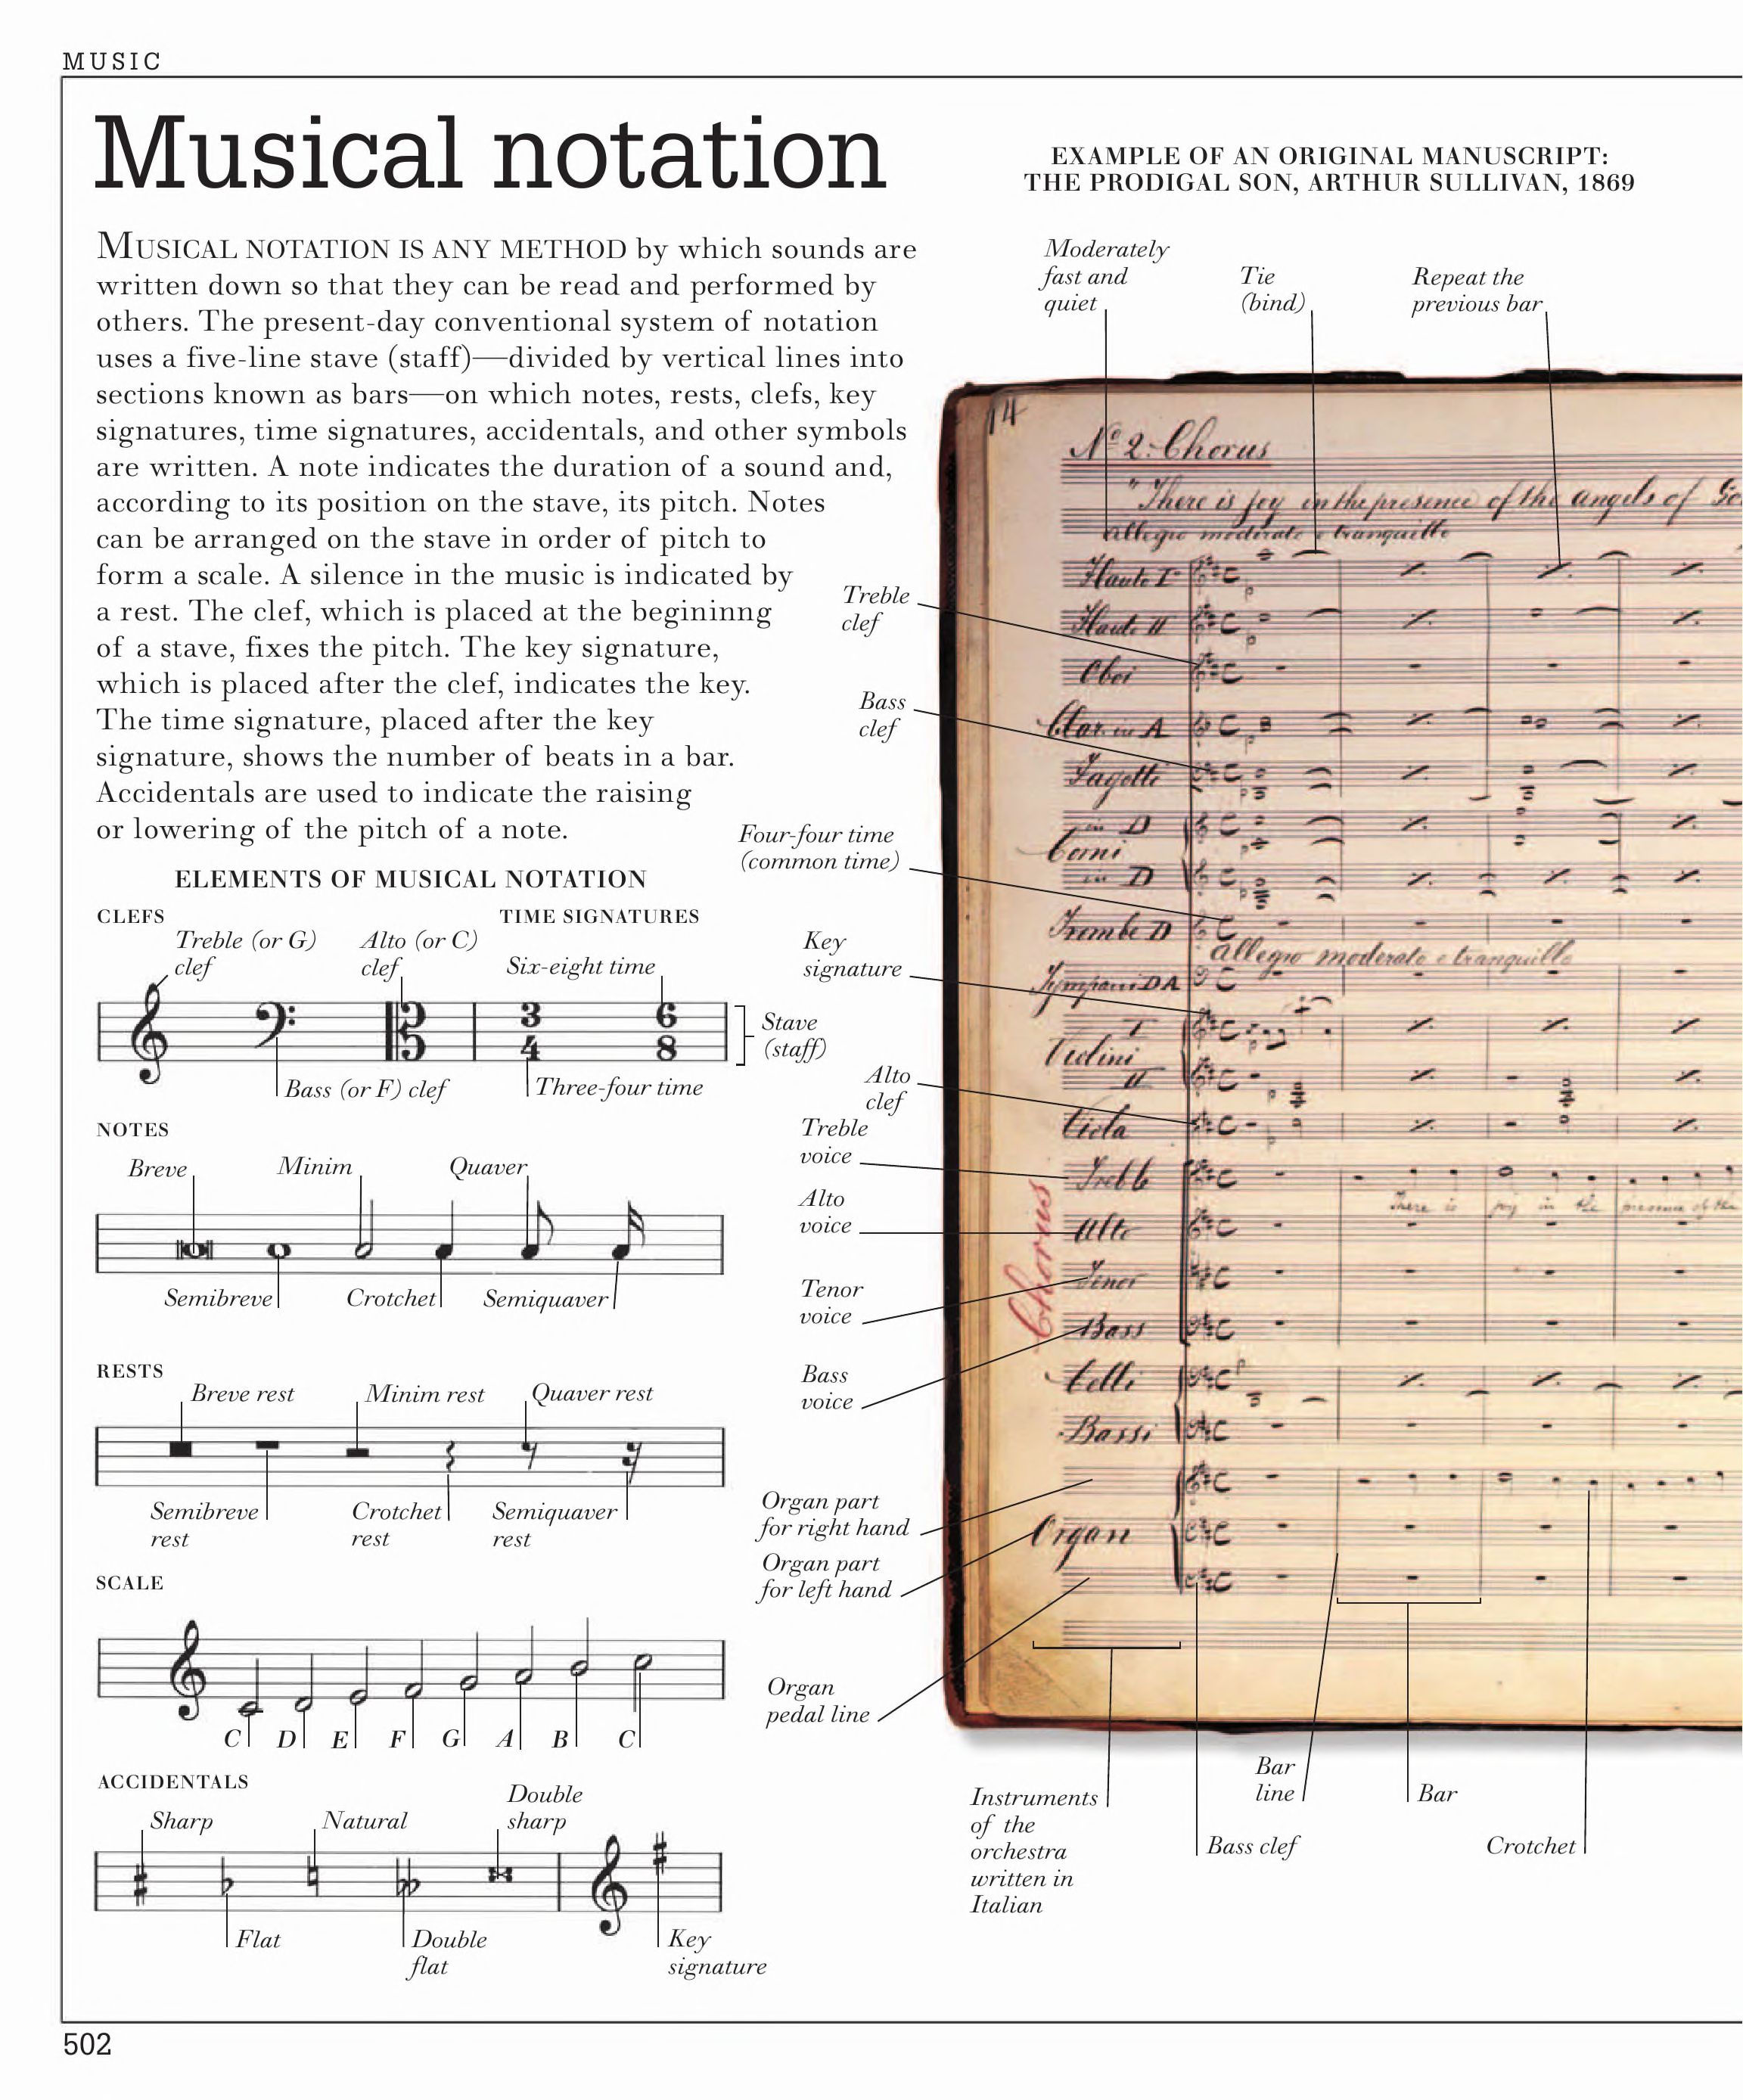 MUSIC
Musical notation
MUSICAL NOTATION IS ANY METHOD by which sounds are
written down so that they can be read and performed by
others. The present-day conventional system of notation
uses a five-line stave (staff)—divided by vertical lines into
sections known as bars—on which notes, rests, clefs, key
signatures, time signatures, accidentals, and other symbols
are written. A note indicates the duration of a sound and,
according to its position on the stave, its pitch. Notes
can be arranged on the stave in order of pitch to
form a scale. A silence in the music is indicated by
a rest. The clef, which is placed at the begininng
of a stave, fixes the pitch. The key signature,
which is placed after the clef, indicates the key.
The time signature, placed after the key
signature, shows the number of beats in a bar.
Accidentals are used to indicate the raising
or lowering of the pitch of a note.
ELEMENTS OF MUSICAL NOTATION
CLEFS
Treble (or G)
clef
Alto (or C)
clef
Bass (or F) clef
TIME SIGNATURES
Six-eight time
3
4
6
8
Three-four time
Stave
(staff)
NOTES
Breve
Minim
Quaver
Semibreve
Crotchet
Semiquaver
RESTS
Breve rest
Minim rest
Quaver rest
Semibreve
rest
Crotchet
rest
Semiquaver
rest
SCALE
C D E F G A B C
ACCIDENTALS
Sharp
Natural
Double
sharp
Flat
Double
flat
Key
signature
EXAMPLE OF AN ORIGINAL MANUSCRIPT:
THE PRODIGAL SON, ARTHUR SULLIVAN, 1869
Moderately
fast and
quiet
Tie
(bind)
Repeat the
previous bar
Treble
clef
Bass
clef
Four-four time
(common time)
Key
signature
Alto
clef
Treble
voice
Alto
voice
Tenor
voice
Bass
voice
Organ part
for right hand
Organ part
for left hand
Organ
pedal line
14
Nº 2: Chorus
"There is joy in the presence of the angels of
Allegro moderato e tranquillo
Flauto I
Flauto II
Oboi
Clar. in A
Fagotti
in D
Corni
in D
Trombe D
Allegro moderato e tranquillo
Tympani DA
I
Violini
II
Viola
Chorus
Treble
There is joy in the presence of the
Alto
Tenor
Bass
Celli
Bassi
Organ
Instruments
of the
orchestra
written in
Italian
Bass clef
Bar
line
Bar
Crotchet
502